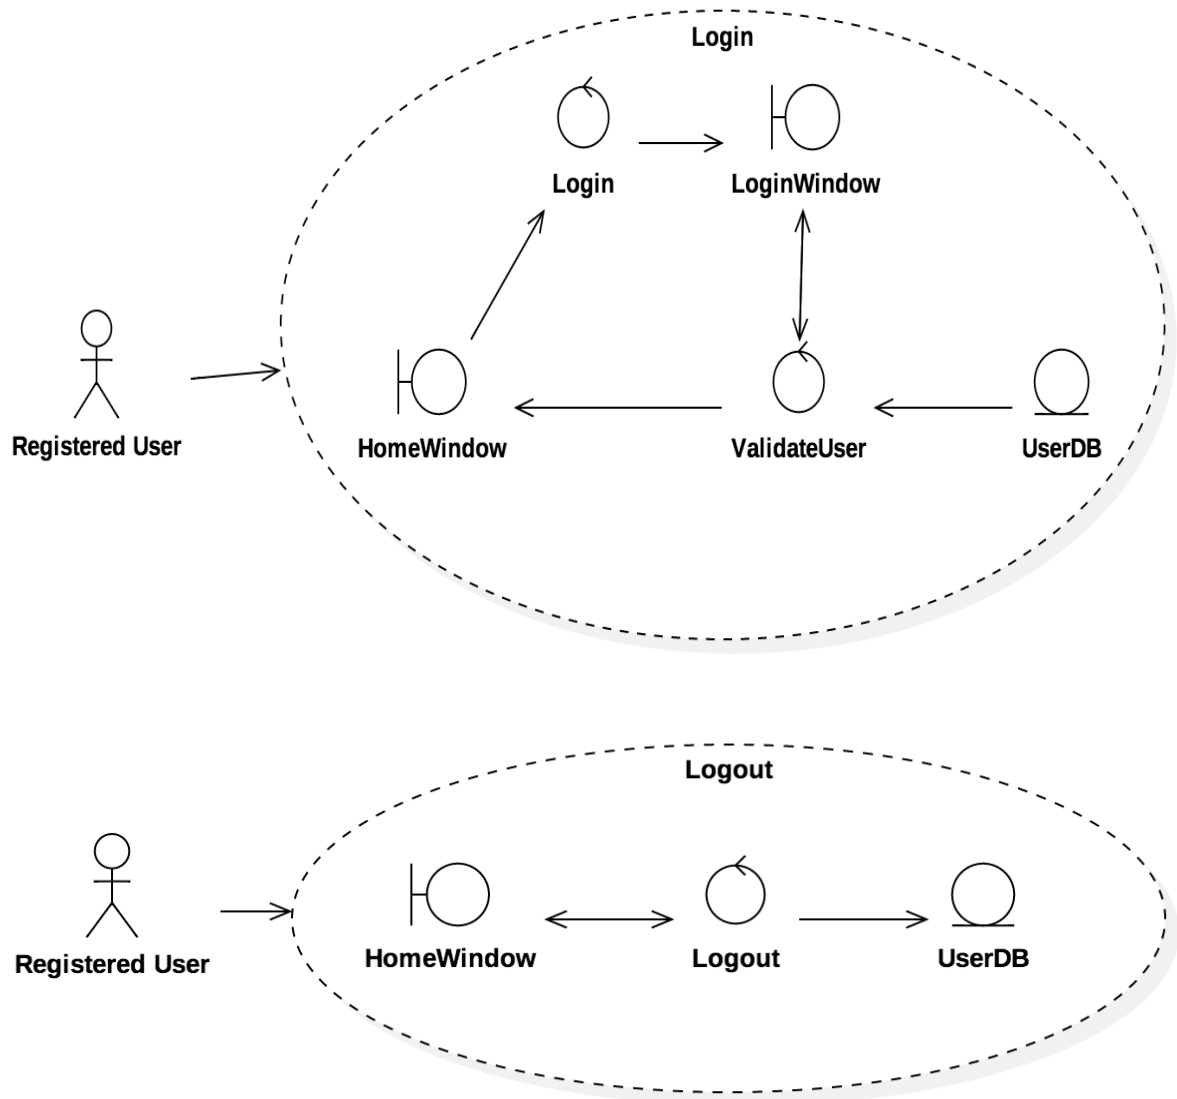 Login
Login
LoginWindow
Registered User
HomeWindow
ValidateUser
UserDB
Logout
Registered User
HomeWindow
Logout
UserDB